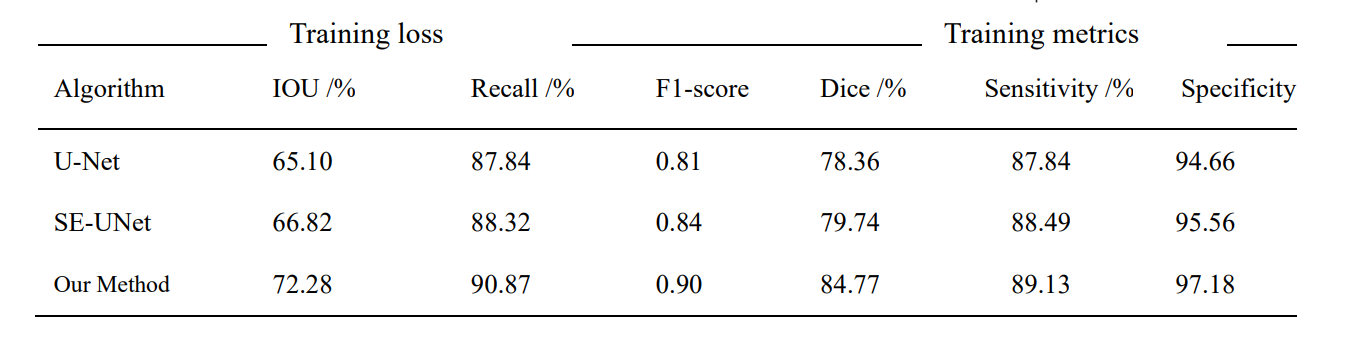 Training loss Training metrics
Algorithm IOU /% Recall /% F1-score Dice /% Sensitivity /% Specificity
U-Net 65.10 87.84 0.81 78.36 87.84 94.66
SE-UNet 66.82 88.32 0.84 79.74 88.49 95.56
Our Method 72.28 90.87 0.90 84.77 89.13 97.18